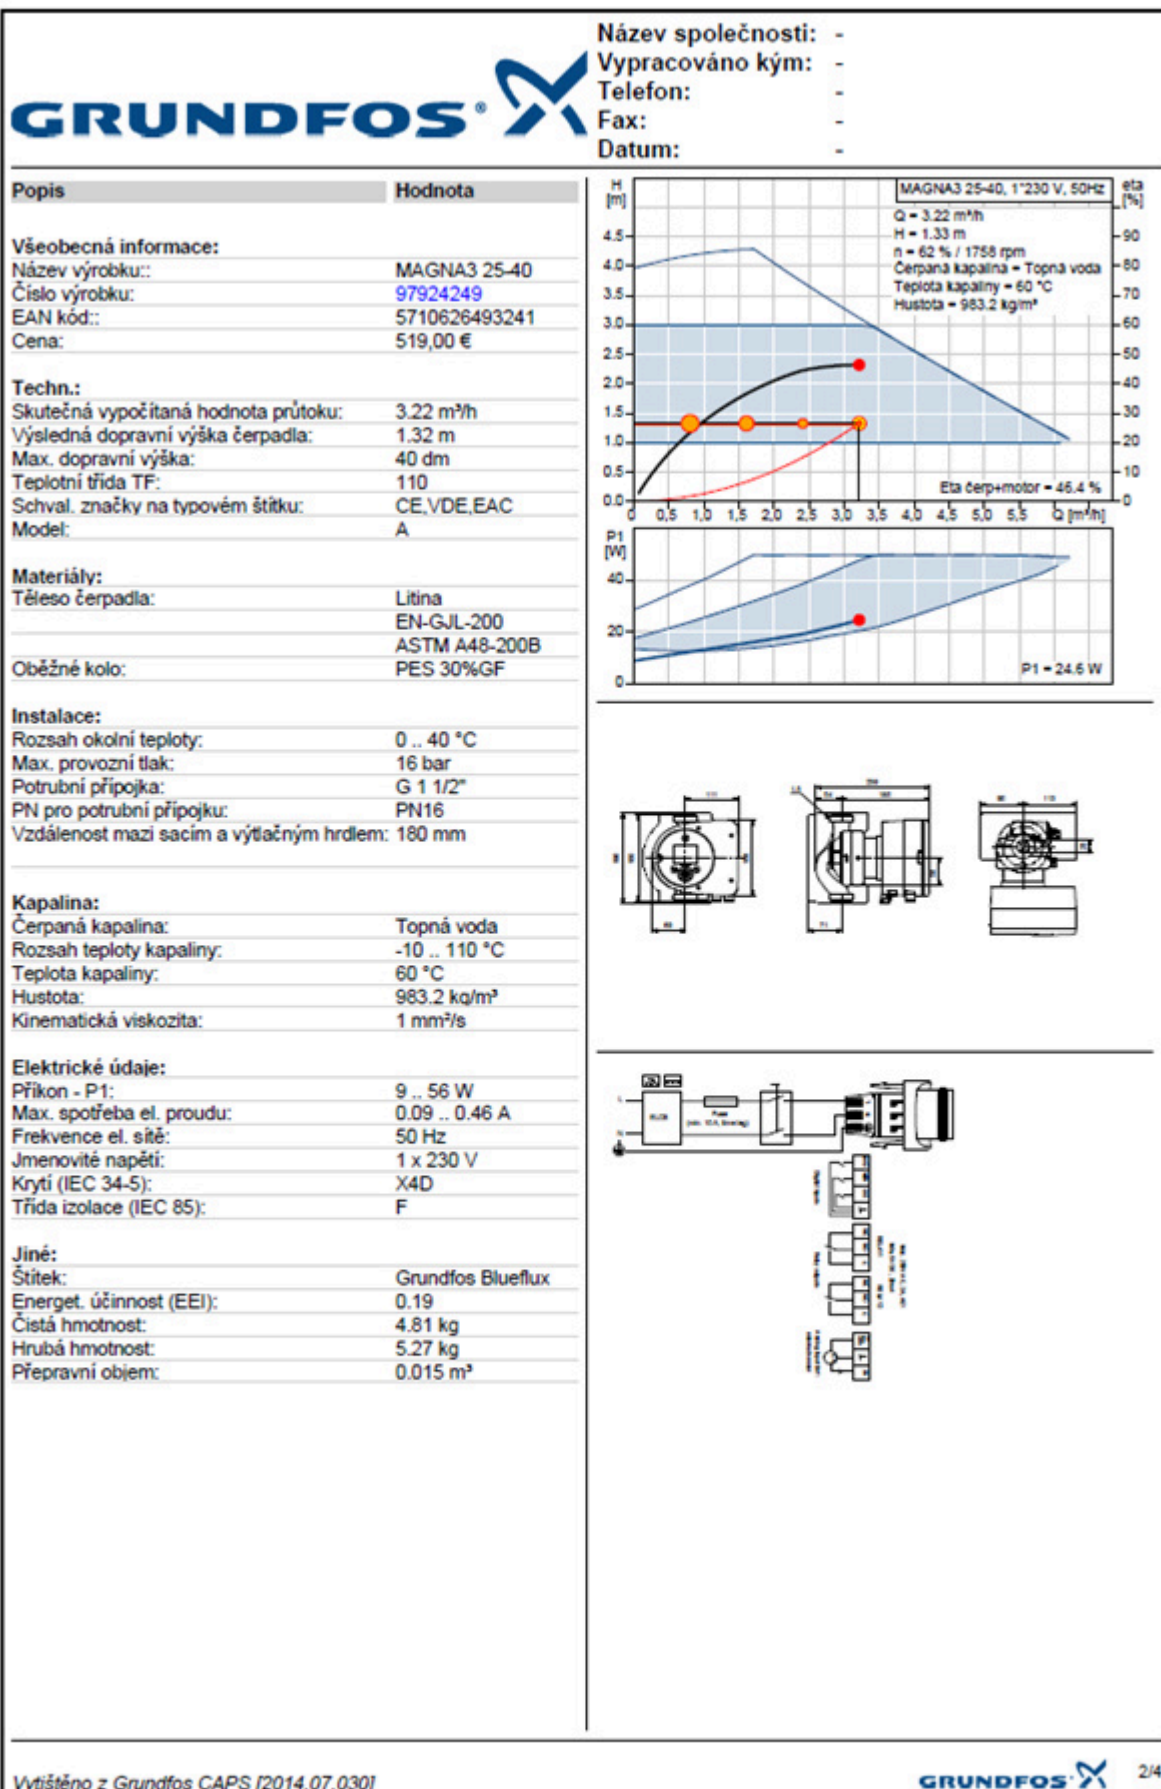 GRUNDFOS
Název společnosti: -
Vypracováno kým: -
Telefon: -
Fax: -
Datum: -
Popis Hodnota
Všeobecná informace:
Název výrobku:: MAGNA3 25-40
Číslo výrobku: 97924249
EAN kód:: 5710626493241
Cena: 519,00 €
Techn.:
Skutečná vypočítaná hodnota průtoku: 3.22 m³/h
Výsledná dopravní výška čerpadla: 1.32 m
Max. dopravní výška: 40 dm
Teplotní třída TF: 110
Schval. značky na typovém štítku: CE,VDE,EAC
Model: A
Materiály:
Těleso čerpadla: Litina
EN-GJL-200
ASTM A48-200B
Oběžné kolo: PES 30%GF
Instalace:
Rozsah okolní teploty: 0 .. 40 °C
Max. provozní tlak: 16 bar
Potrubní přípojka: G 1 1/2"
PN pro potrubní přípojku: PN16
Vzdálenost mazi sacím a výtlačným hrdlem: 180 mm
Kapalina:
Čerpaná kapalina: Topná voda
Rozsah teploty kapaliny: -10 .. 110 °C
Teplota kapaliny: 60 °C
Hustota: 983.2 kg/m³
Kinematická viskozita: 1 mm²/s
Elektrické údaje:
Příkon - P1: 9 .. 56 W
Max. spotřeba el. proudu: 0.09 .. 0.46 A
Frekvence el. sítě: 50 Hz
Jmenovité napětí: 1 x 230 V
Krytí (IEC 34-5): X4D
Třída izolace (IEC 85): F
Jiné:
Štítek: Grundfos Blueflux
Energet. účinnost (EEI): 0.19
Čistá hmotnost: 4.81 kg
Hrubá hmotnost: 5.27 kg
Přepravní objem: 0.015 m³
H
[m]
MAGNA3 25-40, 1*230 V, 50Hz
eta
[%]
Q = 3.22 m³/h
H = 1.33 m
n = 62 % / 1758 rpm
Čerpaná kapalina = Topná voda
Teplota kapaliny = 60 °C
Hustota = 983.2 kg/m³
4.5 90
4.0 80
3.5 70
3.0 60
2.5 50
2.0 40
1.5 30
1.0 20
0.5 10
0.0 0
Eta čerp+motor = 46.4 %
0 0,5 1,0 1,5 2,0 2,5 3,0 3,5 4,0 4,5 5,0 5,5 Q [m³/h]
P1
[W]
40
20
0
P1 = 24.6 W
111
54
71
L
N
ELCB
Fuse
Vytištěno z Grundfos CAPS [2014.07.030]
GRUNDFOS
2/4